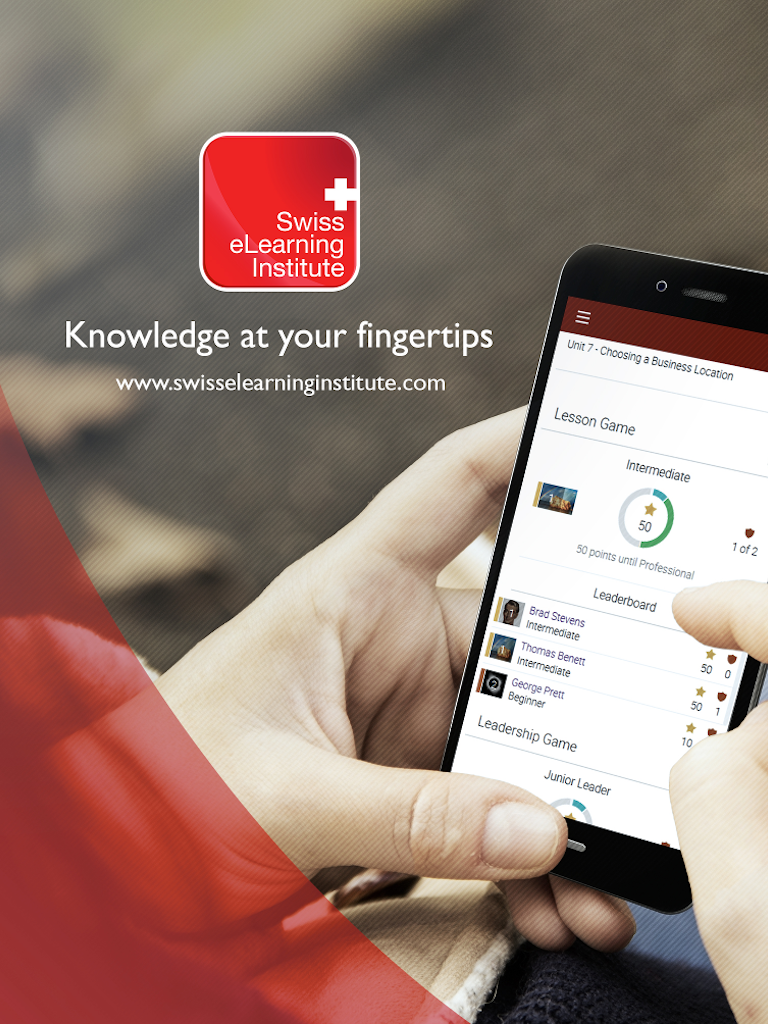 Swiss
eLearning
Institute
Knowledge at your fingertips
www.swisselearninginstitute.com
Unit 7 - Choosing a Business Location
Lesson Game
Intermediate
50
1 of 2
50 points until Professional
Leaderboard
Brad Stevens
Intermediate
50 0
Thomas Benett
Intermediate
50 1
George Prett
Beginner
10
Leadership Game
Junior Leader